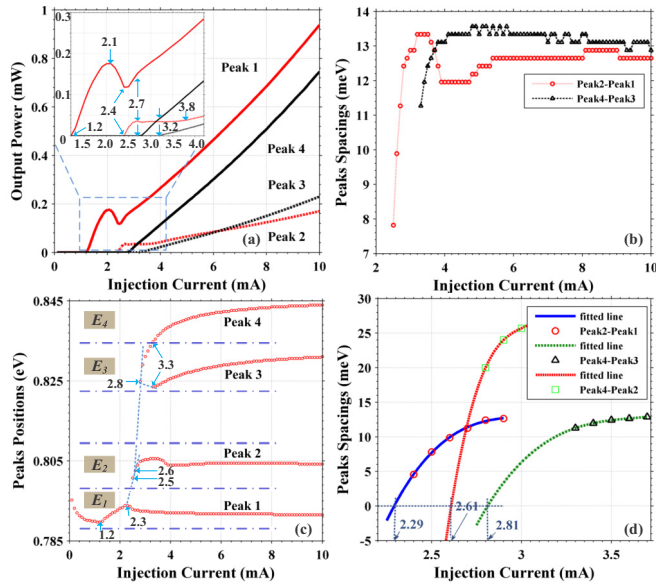 0.3
0.2
0.1
0
2.1
2.4
2.7
3.8
1.2
3.2
1.5 2.0 2.5 3.0 3.5 4.0
1
0.8
0.6
0.4
0.2
0
Output Power (mW)
Peak 1
Peak 4
Peak 3
Peak 2
(a)
0 2 4 6 8 10
Injection Current (mA)
14
13
12
11
10
9
8
7
Peaks Spacings (meV)
Peak2-Peak1
Peak4-Peak3
(b)
2 4 6 8 10
Injection Current (mA)
0.845
0.825
0.805
0.785
Peaks Positions (eV)
E4
E3
E2
E1
Peak 4
3.3
Peak 3
2.8
Peak 2
2.6
2.5
Peak 1
2.3
1.2
(c)
0 2 4 6 8 10
Injection Current (mA)
30
25
20
15
10
5
0
-5
Peaks Spacings (meV)
fitted line
Peak2-Peak1
fitted line
Peak4-Peak3
fitted line
Peak4-Peak2
2.29
2.61
2.81
(d)
2.5 3 3.5
Injection Current (mA)